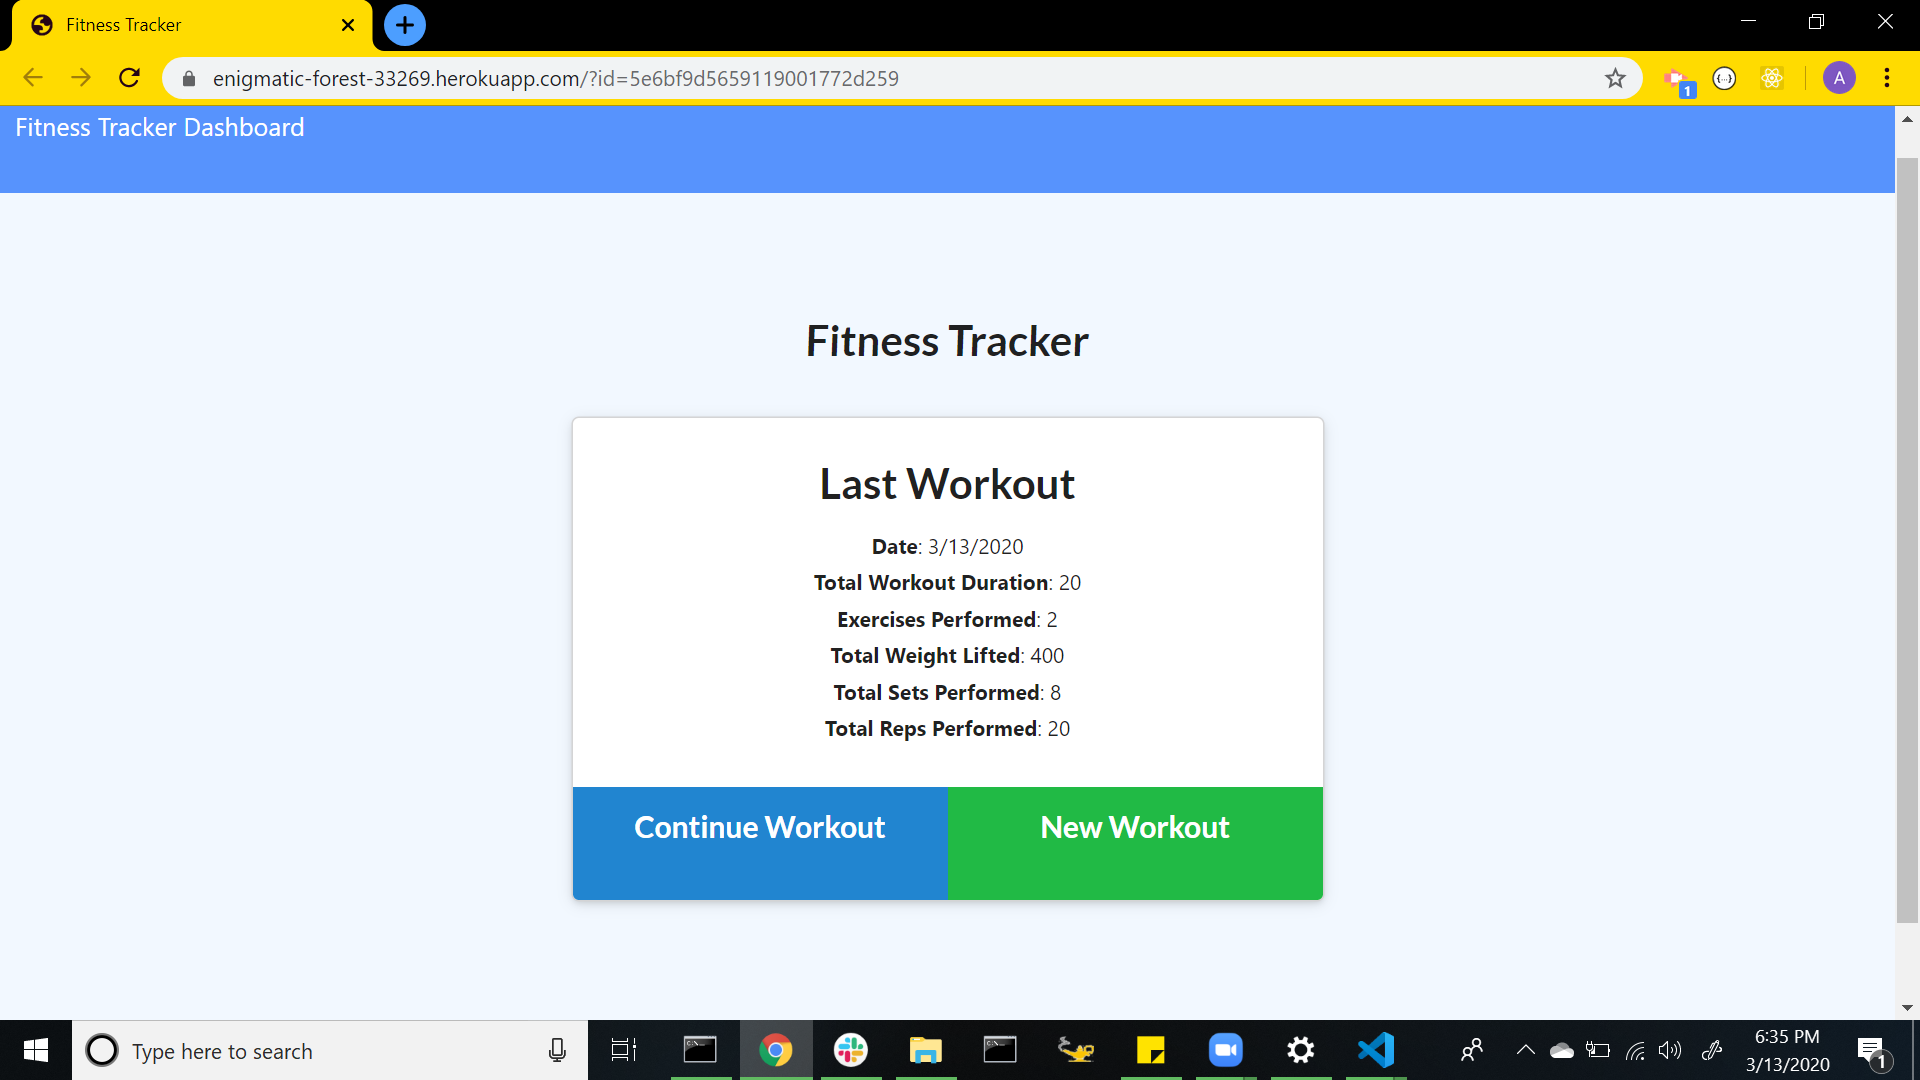 Fitness Tracker
enigmatic-forest-33269.herokuapp.com/?id=5e6bf9d5659119001772d259
1
A
Fitness Tracker Dashboard
Fitness Tracker
Last Workout
Date: 3/13/2020
Total Workout Duration: 20
Exercises Performed: 2
Total Weight Lifted: 400
Total Sets Performed: 8
Total Reps Performed: 20
Continue Workout
New Workout
Type here to search
6:35 PM
3/13/2020
1